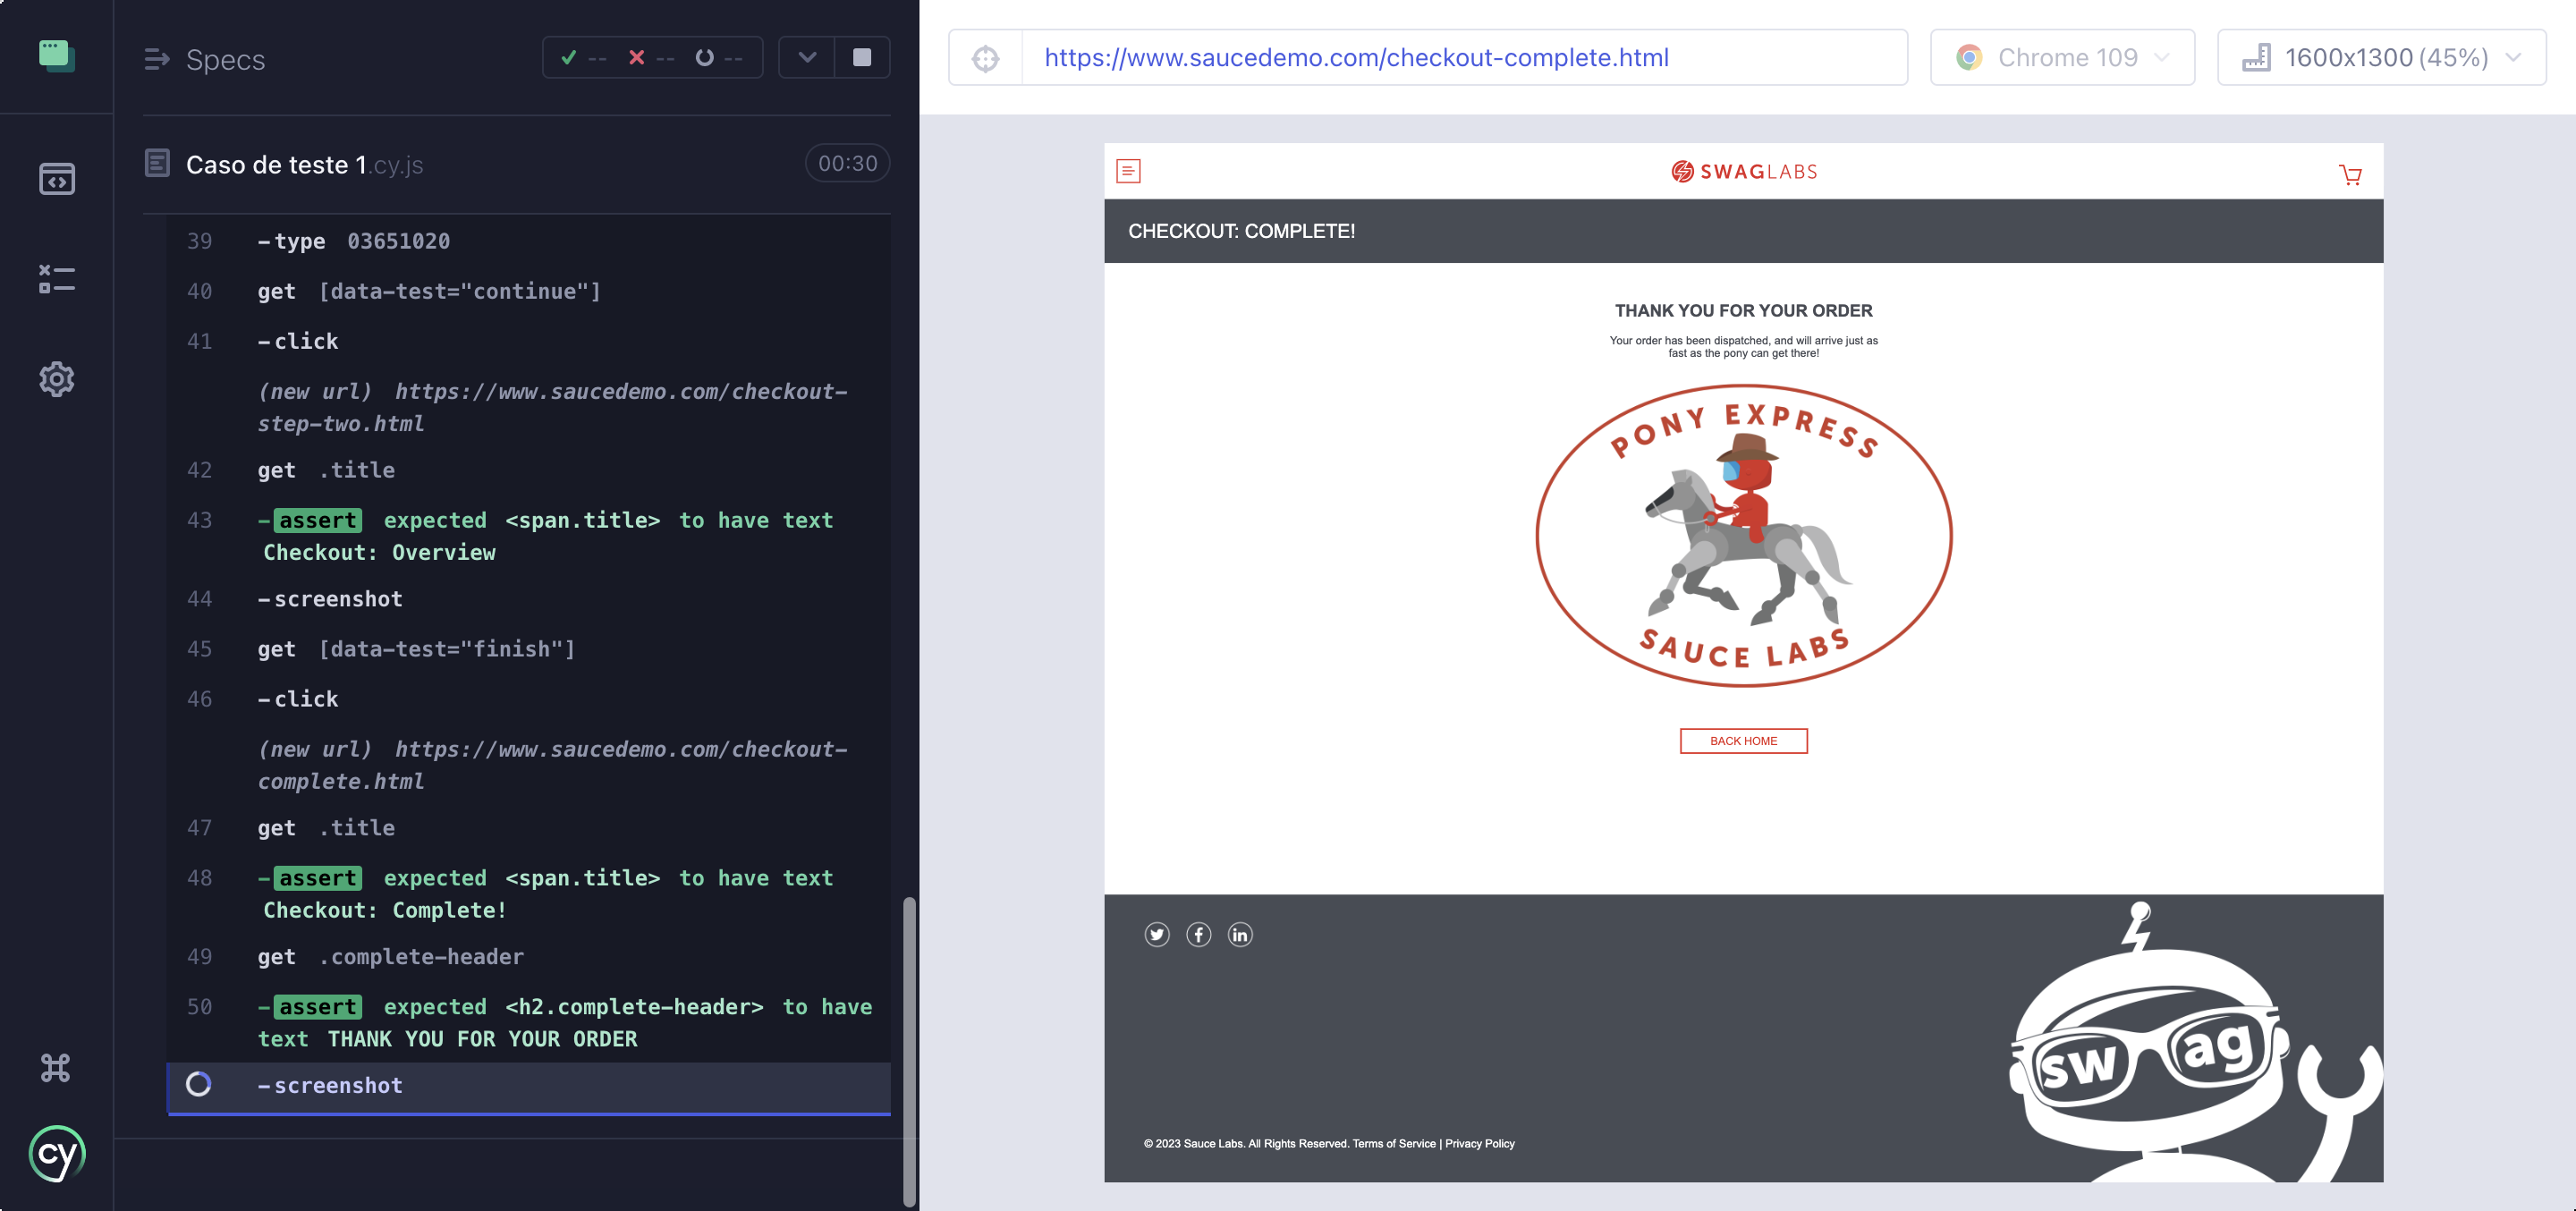 Specs
-- -- --
https://www.saucedemo.com/checkout-complete.html
Chrome 109
1600x1300 (45%)
Caso de teste 1.cy.js
00:30
39 -type 03651020
40 get [data-test="continue"]
41 -click
(new url) https://www.saucedemo.com/checkout-
step-two.html
42 get .title
43 -assert expected <span.title> to have text
Checkout: Overview
44 -screenshot
45 get [data-test="finish"]
46 -click
(new url) https://www.saucedemo.com/checkout-
complete.html
47 get .title
48 -assert expected <span.title> to have text
Checkout: Complete!
49 get .complete-header
50 -assert expected <h2.complete-header> to have
text THANK YOU FOR YOUR ORDER
-screenshot
cy
SWAGLABS
CHECKOUT: COMPLETE!
THANK YOU FOR YOUR ORDER
Your order has been dispatched, and will arrive just as
fast as the pony can get there!
PONY EXPRESS
SAUCE LABS
BACK HOME
swag
© 2023 Sauce Labs. All Rights Reserved. Terms of Service | Privacy Policy